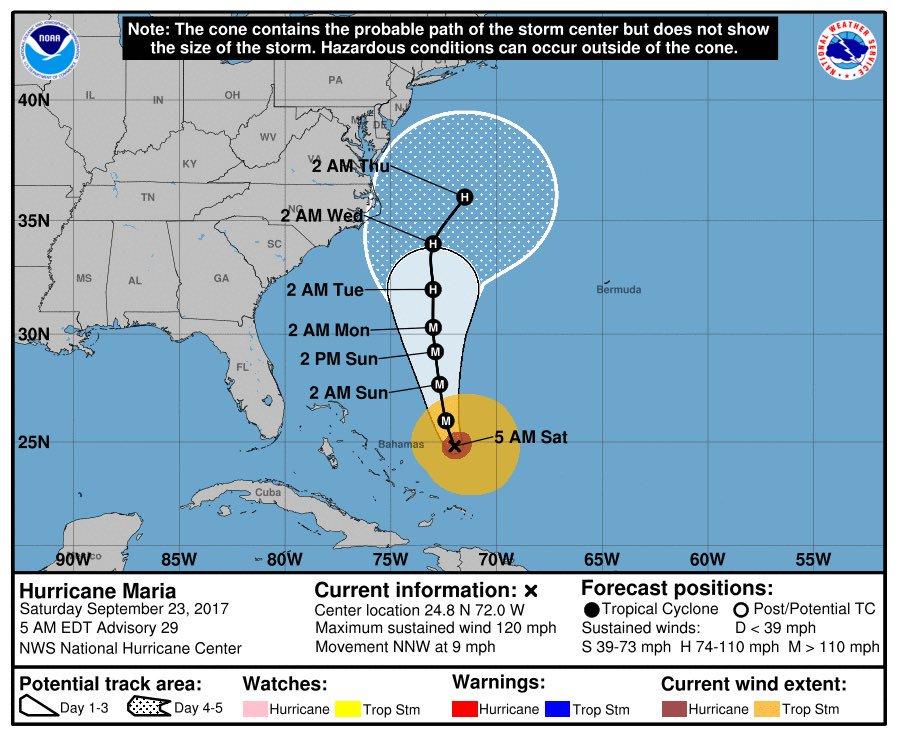 Note: The cone contains the probable path of the storm center but does not show
the size of the storm. Hazardous conditions can occur outside of the cone.
NOAA
NATIONAL WEATHER SERVICE
PA
NJ
40N
IL
IN
OH
DE
WV
VA
KY
2 AM Thu
H
TN
NC
2 AM Wed
35N
H
SC
MS
AL
GA
2 AM Tue
H
Bermuda
2 AM Mon
M
30N
2 PM Sun
M
FL
2 AM Sun
M
M
25N
Bahamas
5 AM Sat
Cuba
Mexico
90W
85W
80W
75W
70W
65W
60W
55W
Hurricane Maria
Saturday September 23, 2017
5 AM EDT Advisory 29
NWS National Hurricane Center
Current information: x
Center location 24.8 N 72.0 W
Maximum sustained wind 120 mph
Movement NNW at 9 mph
Forecast positions:
Tropical Cyclone Post/Potential TC
Sustained winds: D < 39 mph
S 39-73 mph H 74-110 mph M > 110 mph
Potential track area:
Day 1-3 Day 4-5
Watches:
Hurricane Trop Stm
Warnings:
Hurricane Trop Stm
Current wind extent:
Hurricane Trop Stm